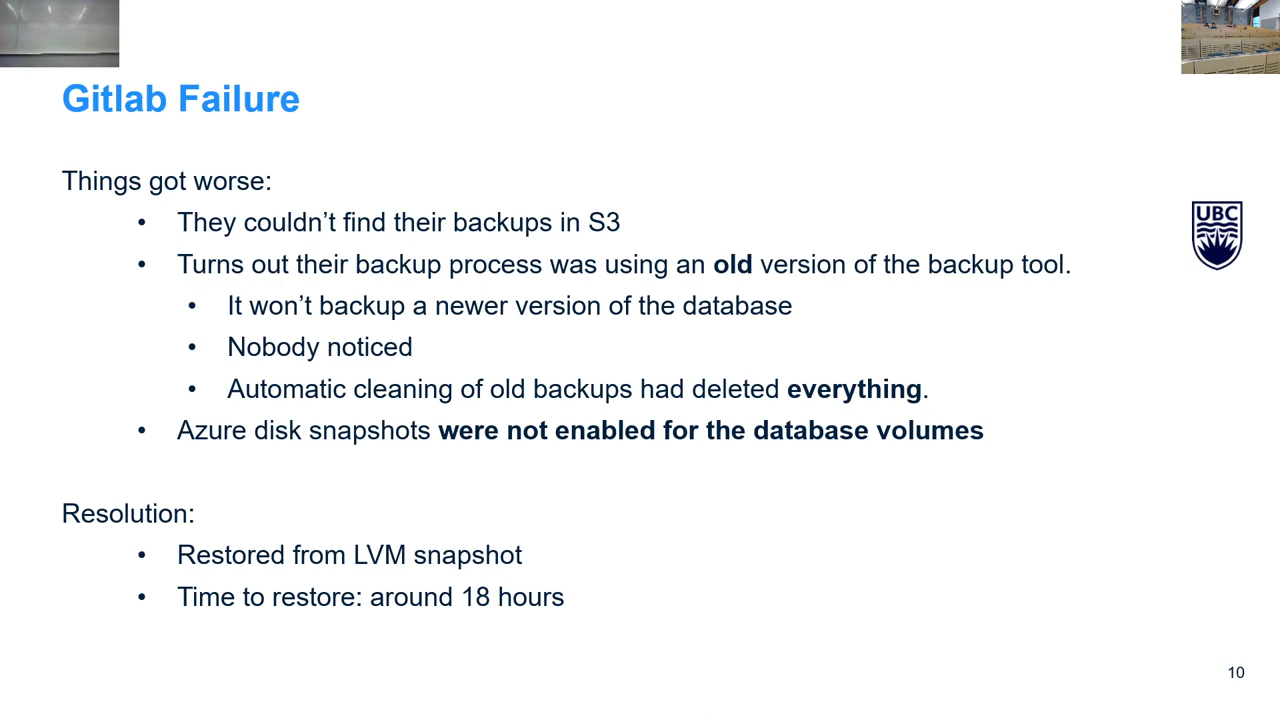 Gitlab Failure
Things got worse:
• They couldn’t find their backups in S3
• Turns out their backup process was using an old version of the backup tool.
• It won’t backup a newer version of the database
• Nobody noticed
• Automatic cleaning of old backups had deleted everything.
• Azure disk snapshots were not enabled for the database volumes
UBC
Resolution:
• Restored from LVM snapshot
• Time to restore: around 18 hours
10